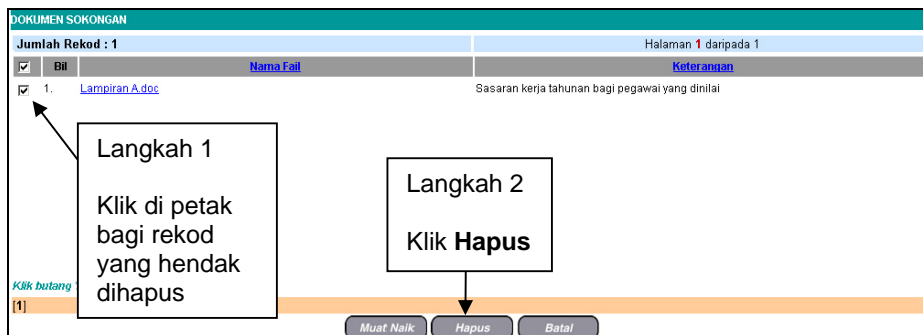 DOKUMEN SOKONGAN
Jumlah Rekod : 1 Halaman 1 daripada 1
Bil Nama Fail Keterangan
1. Lampiran A.doc Sasaran kerja tahunan bagi pegawai yang dinilai
Langkah 1
Klik di petak
bagi rekod
yang hendak
dihapus
Langkah 2
Klik Hapus
Klik butang
[1]
Muat Naik Hapus Batal